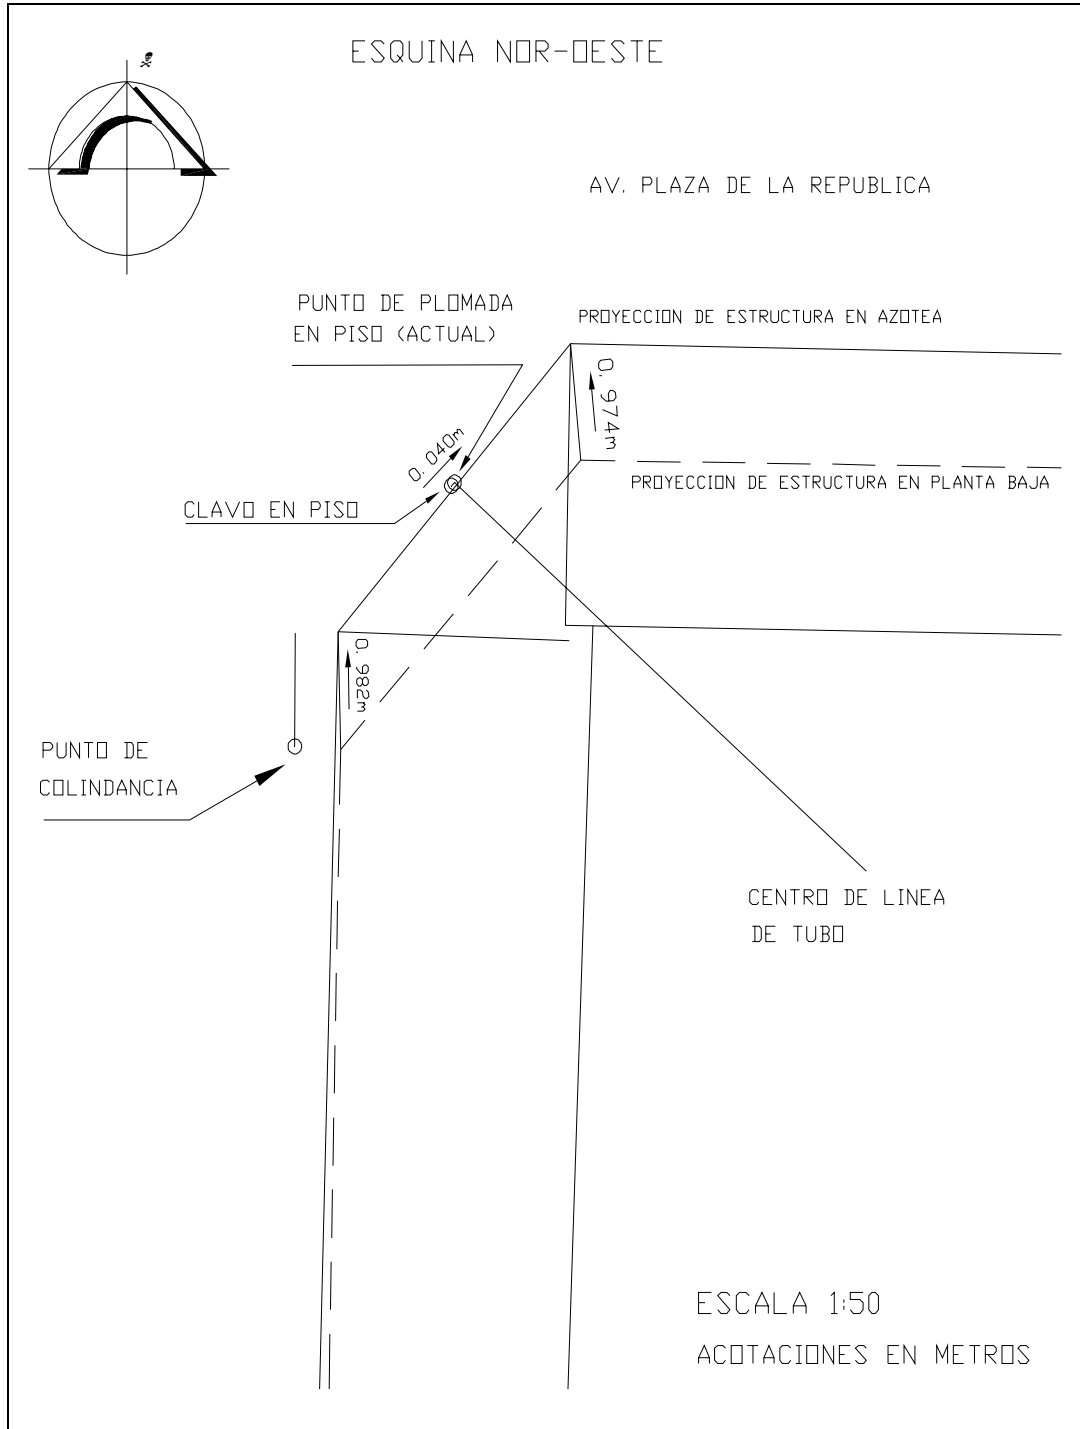 ESQUINA NOR-OESTE
AV. PLAZA DE LA REPUBLICA
PUNTO DE PLOMADA
EN PISO (ACTUAL)
PROYECCION DE ESTRUCTURA EN AZOTEA
0.974m
0.040m
PROYECCION DE ESTRUCTURA EN PLANTA BAJA
CLAVO EN PISO
0.982m
PUNTO DE
COLINDANCIA
CENTRO DE LINEA
DE TUBO
ESCALA 1:50
ACOTACIONES EN METROS